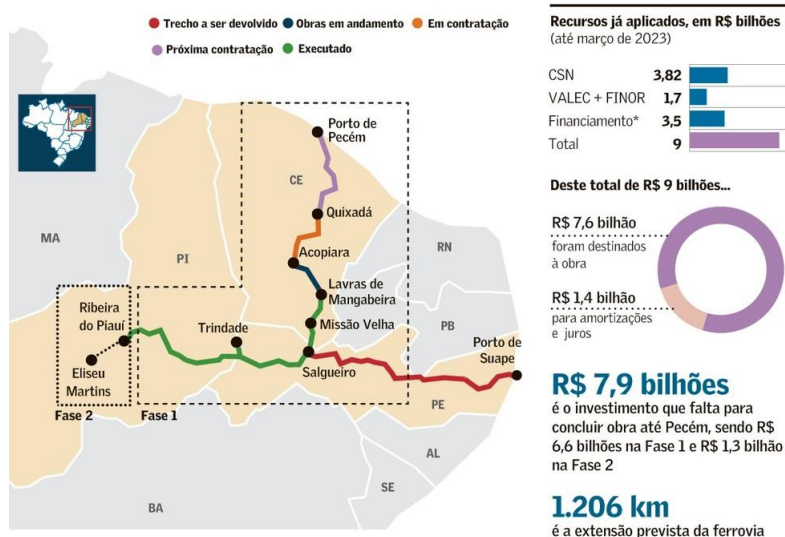 Trecho a ser devolvido
Obras em andamento
Em contratação
Próxima contratação
Executado
Porto de
Pecém
CE
Quixadá
MA
PI
Acopiara
RN
Lavras de
Mangabeira
Ribeira
do Piauí
Trindade
Missão Velha
PB
Porto de
Suape
Eliseu
Martins
Salgueiro
Fase 2
Fase 1
PE
AL
SE
BA
Recursos já aplicados, em R$ bilhões
(até março de 2023)
CSN 3,82
VALEC + FINOR 1,7
Financiamento* 3,5
Total 9
Deste total de R$ 9 bilhões...
R$ 7,6 bilhão
foram destinados
à obra
R$ 1,4 bilhão
para amortizações
e juros
R$ 7,9 bilhões
é o investimento que falta para
concluir obra até Pecém, sendo R$
6,6 bilhões na Fase 1 e R$ 1,3 bilhão
na Fase 2
1.206 km
é a extensão prevista da ferrovia